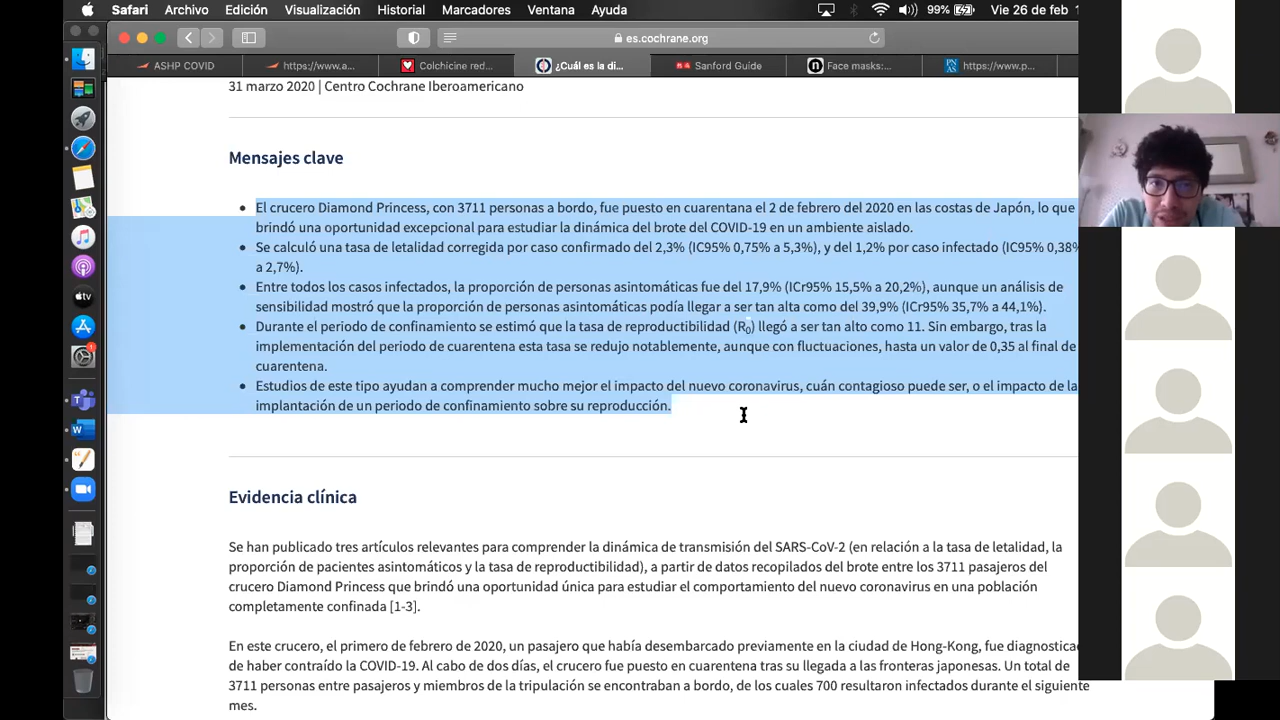 Safari Archivo Edición Visualización Historial Marcadores Ventana Ayuda 99% Vie 26 de feb 1
es.cochrane.org
ASHP COVID https://www.a... Colchicine red... ¿Cuál es la di... Sanford Guide Face masks:... https://www.p...
31 marzo 2020 | Centro Cochrane Iberoamericano
Mensajes clave
• El crucero Diamond Princess, con 3711 personas a bordo, fue puesto en cuarentana el 2 de febrero del 2020 en las costas de Japón, lo que
brindó una oportunidad excepcional para estudiar la dinámica del brote del COVID-19 en un ambiente aislado.
• Se calculó una tasa de letalidad corregida por caso confirmado del 2,3% (IC95% 0,75% a 5,3%), y del 1,2% por caso infectado (IC95% 0,38%
a 2,7%).
• Entre todos los casos infectados, la proporción de personas asintomáticas fue del 17,9% (ICr95% 15,5% a 20,2%), aunque un análisis de
sensibilidad mostró que la proporción de personas asintomáticas podía llegar a ser tan alta como del 39,9% (ICr95% 35,7% a 44,1%).
• Durante el periodo de confinamiento se estimó que la tasa de reproductibilidad (R0) llegó a ser tan alto como 11. Sin embargo, tras la
implementación del periodo de cuarentena esta tasa se redujo notablemente, aunque con fluctuaciones, hasta un valor de 0,35 al final de
cuarentena.
• Estudios de este tipo ayudan a comprender mucho mejor el impacto del nuevo coronavirus, cuán contagioso puede ser, o el impacto de la
implantación de un periodo de confinamiento sobre su reproducción.
Evidencia clínica
Se han publicado tres artículos relevantes para comprender la dinámica de transmisión del SARS-CoV-2 (en relación a la tasa de letalidad, la
proporción de pacientes asintomáticos y la tasa de reproductibilidad), a partir de datos recopilados del brote entre los 3711 pasajeros del
crucero Diamond Princess que brindó una oportunidad única para estudiar el comportamiento del nuevo coronavirus en una población
completamente confinada [1-3].
En este crucero, el primero de febrero de 2020, un pasajero que había desembarcado previamente en la ciudad de Hong-Kong, fue diagnosticad
de haber contraído la COVID-19. Al cabo de dos días, el crucero fue puesto en cuarentena tras su llegada a las fronteras japonesas. Un total de
3711 personas entre pasajeros y miembros de la tripulación se encontraban a bordo, de los cuales 700 resultaron infectados durante el siguiente
mes.